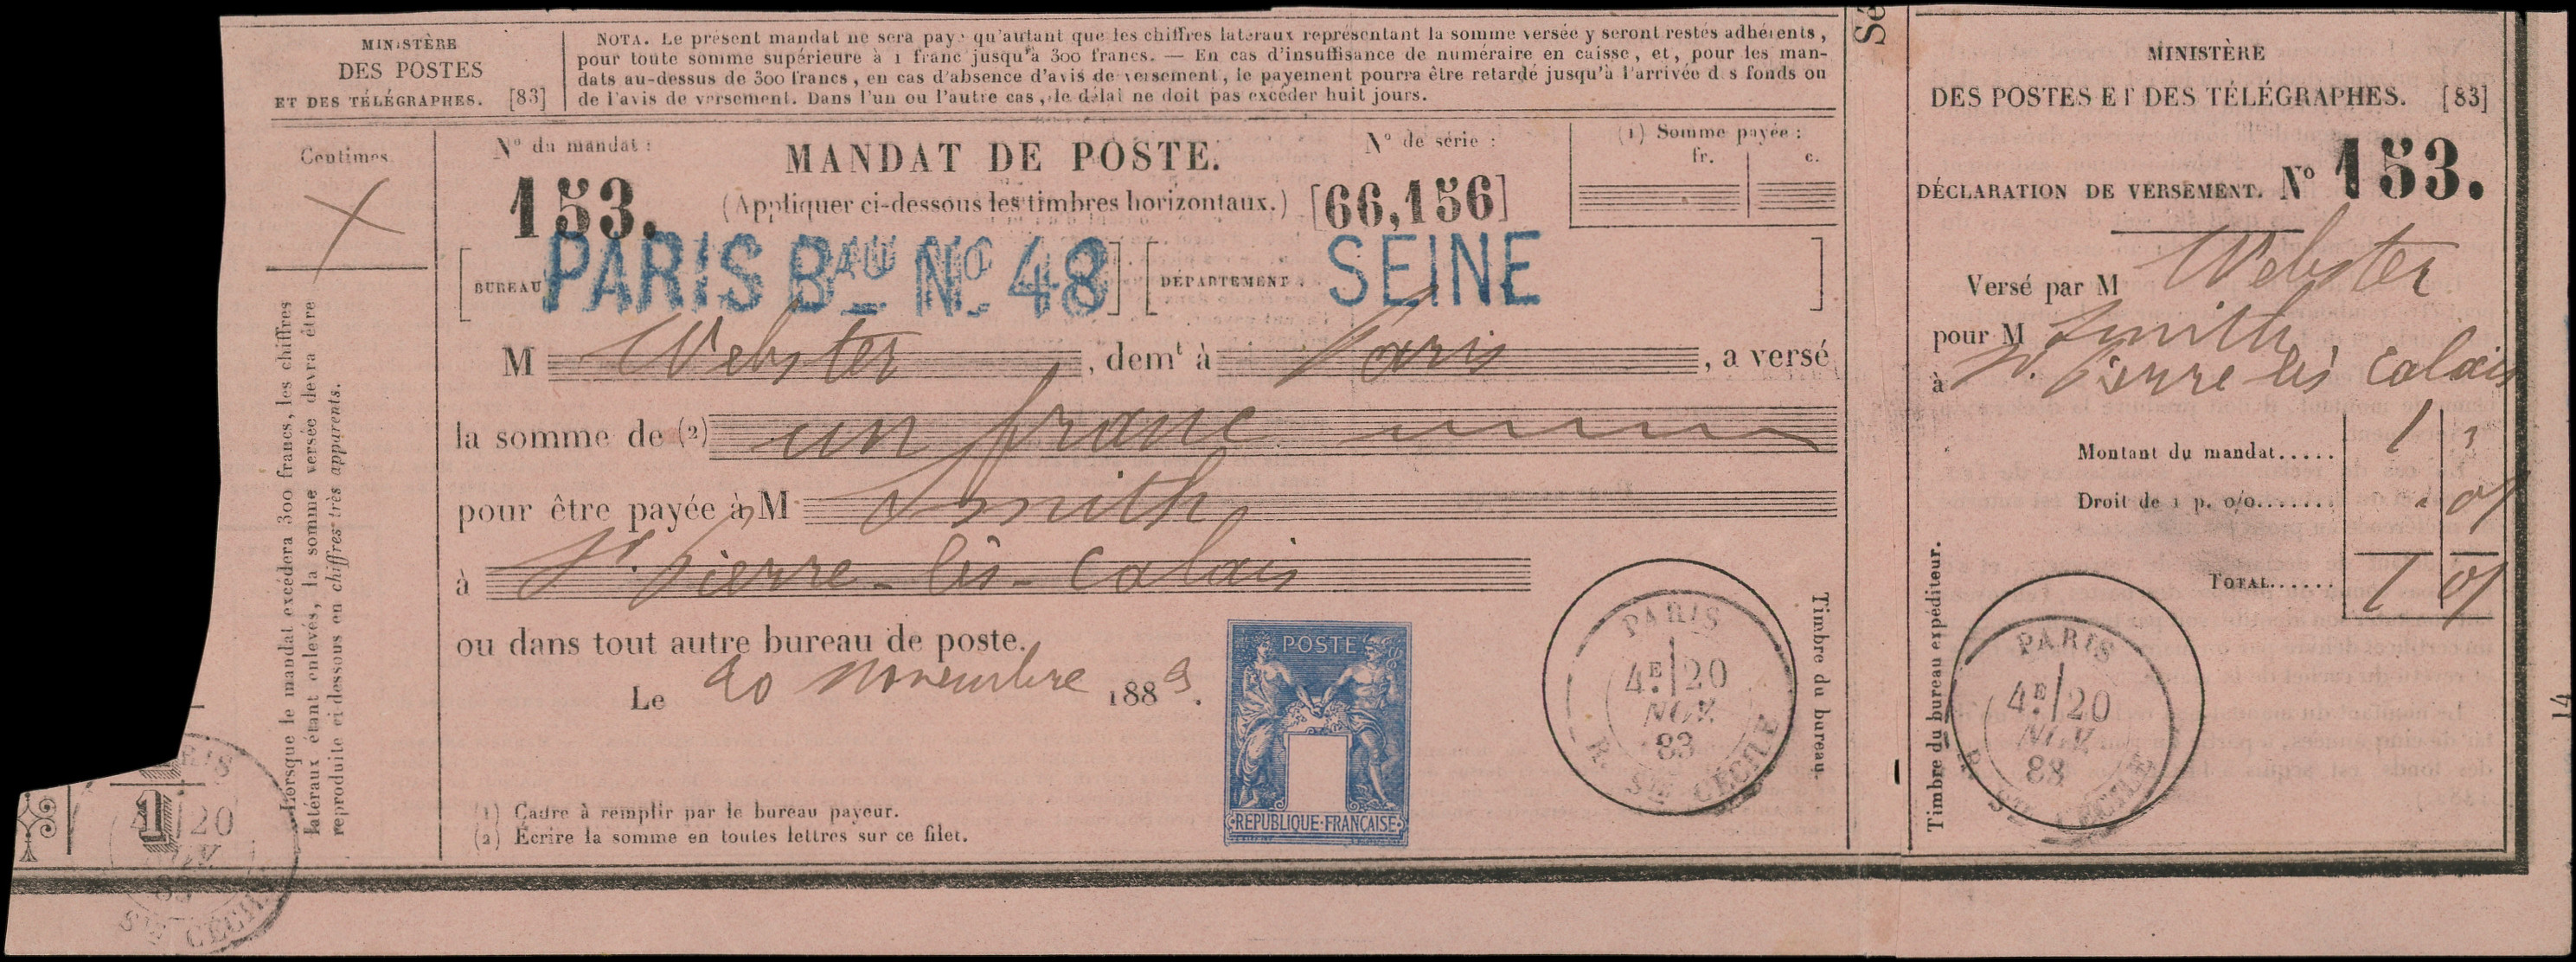 MINISTÈRE
DES POSTES
ET DES TÉLÉGRAPHES. [83]
NOTA. Le présent mandat ne sera payé qu'autant que les chiffres latéraux représentant la somme versée y seront restés adhérents,
pour toute somme supérieure à 1 franc jusqu'à 300 francs. — En cas d'insuffisance de numéraire en caisse, et, pour les man-
dats au-dessus de 300 francs, en cas d'absence d'avis de versement, le payement pourra être retardé jusqu'à l'arrivée d s fonds ou
de l'avis de versement. Dans l'un ou l'autre cas, le délai ne doit pas excéder huit jours.
Centimes
N° du mandat :
153.
MANDAT DE POSTE.
(Appliquer ci-dessous les timbres horizontaux.)
N° de série :
[66,156]
(1) Somme payée :
fr. c.
[BUREAU PARIS Bau No. 48] [DÉPARTEMENT : SEINE]
M Webster, demt à Paris, a versé
la somme de (2) un franc
pour être payée à M Smith
à St. Pierre-lès-Calais
ou dans tout autre bureau de poste.
Le 20 novembre 1883.
POSTE
REPUBLIQUE FRANÇAISE
PARIS
4E 20
NOV.
83
R. STE CÉCILE
Timbre du bureau.
(1) Cadre à remplir par le bureau payeur.
(2) Écrire la somme en toutes lettres sur ce filet.
Lorsque le mandat excédera 300 francs, les chiffres
latéraux étant enlevés, la somme versée devra être
reproduite ci-dessous en chiffres très apparents.
1
20
STE CÉCILE
Sé
MINISTÈRE
DES POSTES ET DES TÉLÉGRAPHES. [83]
DÉCLARATION DE VERSEMENT. N° 153.
Versé par M Webster
pour M Smith
à St. Pierre lès Calais
Montant du mandat..... 1
Droit de 1 p. 0/0....... 01
TOTAL...... 1 01
Timbre du bureau expéditeur.
PARIS
4E 20
NOV.
83
R. STE CÉCILE
14